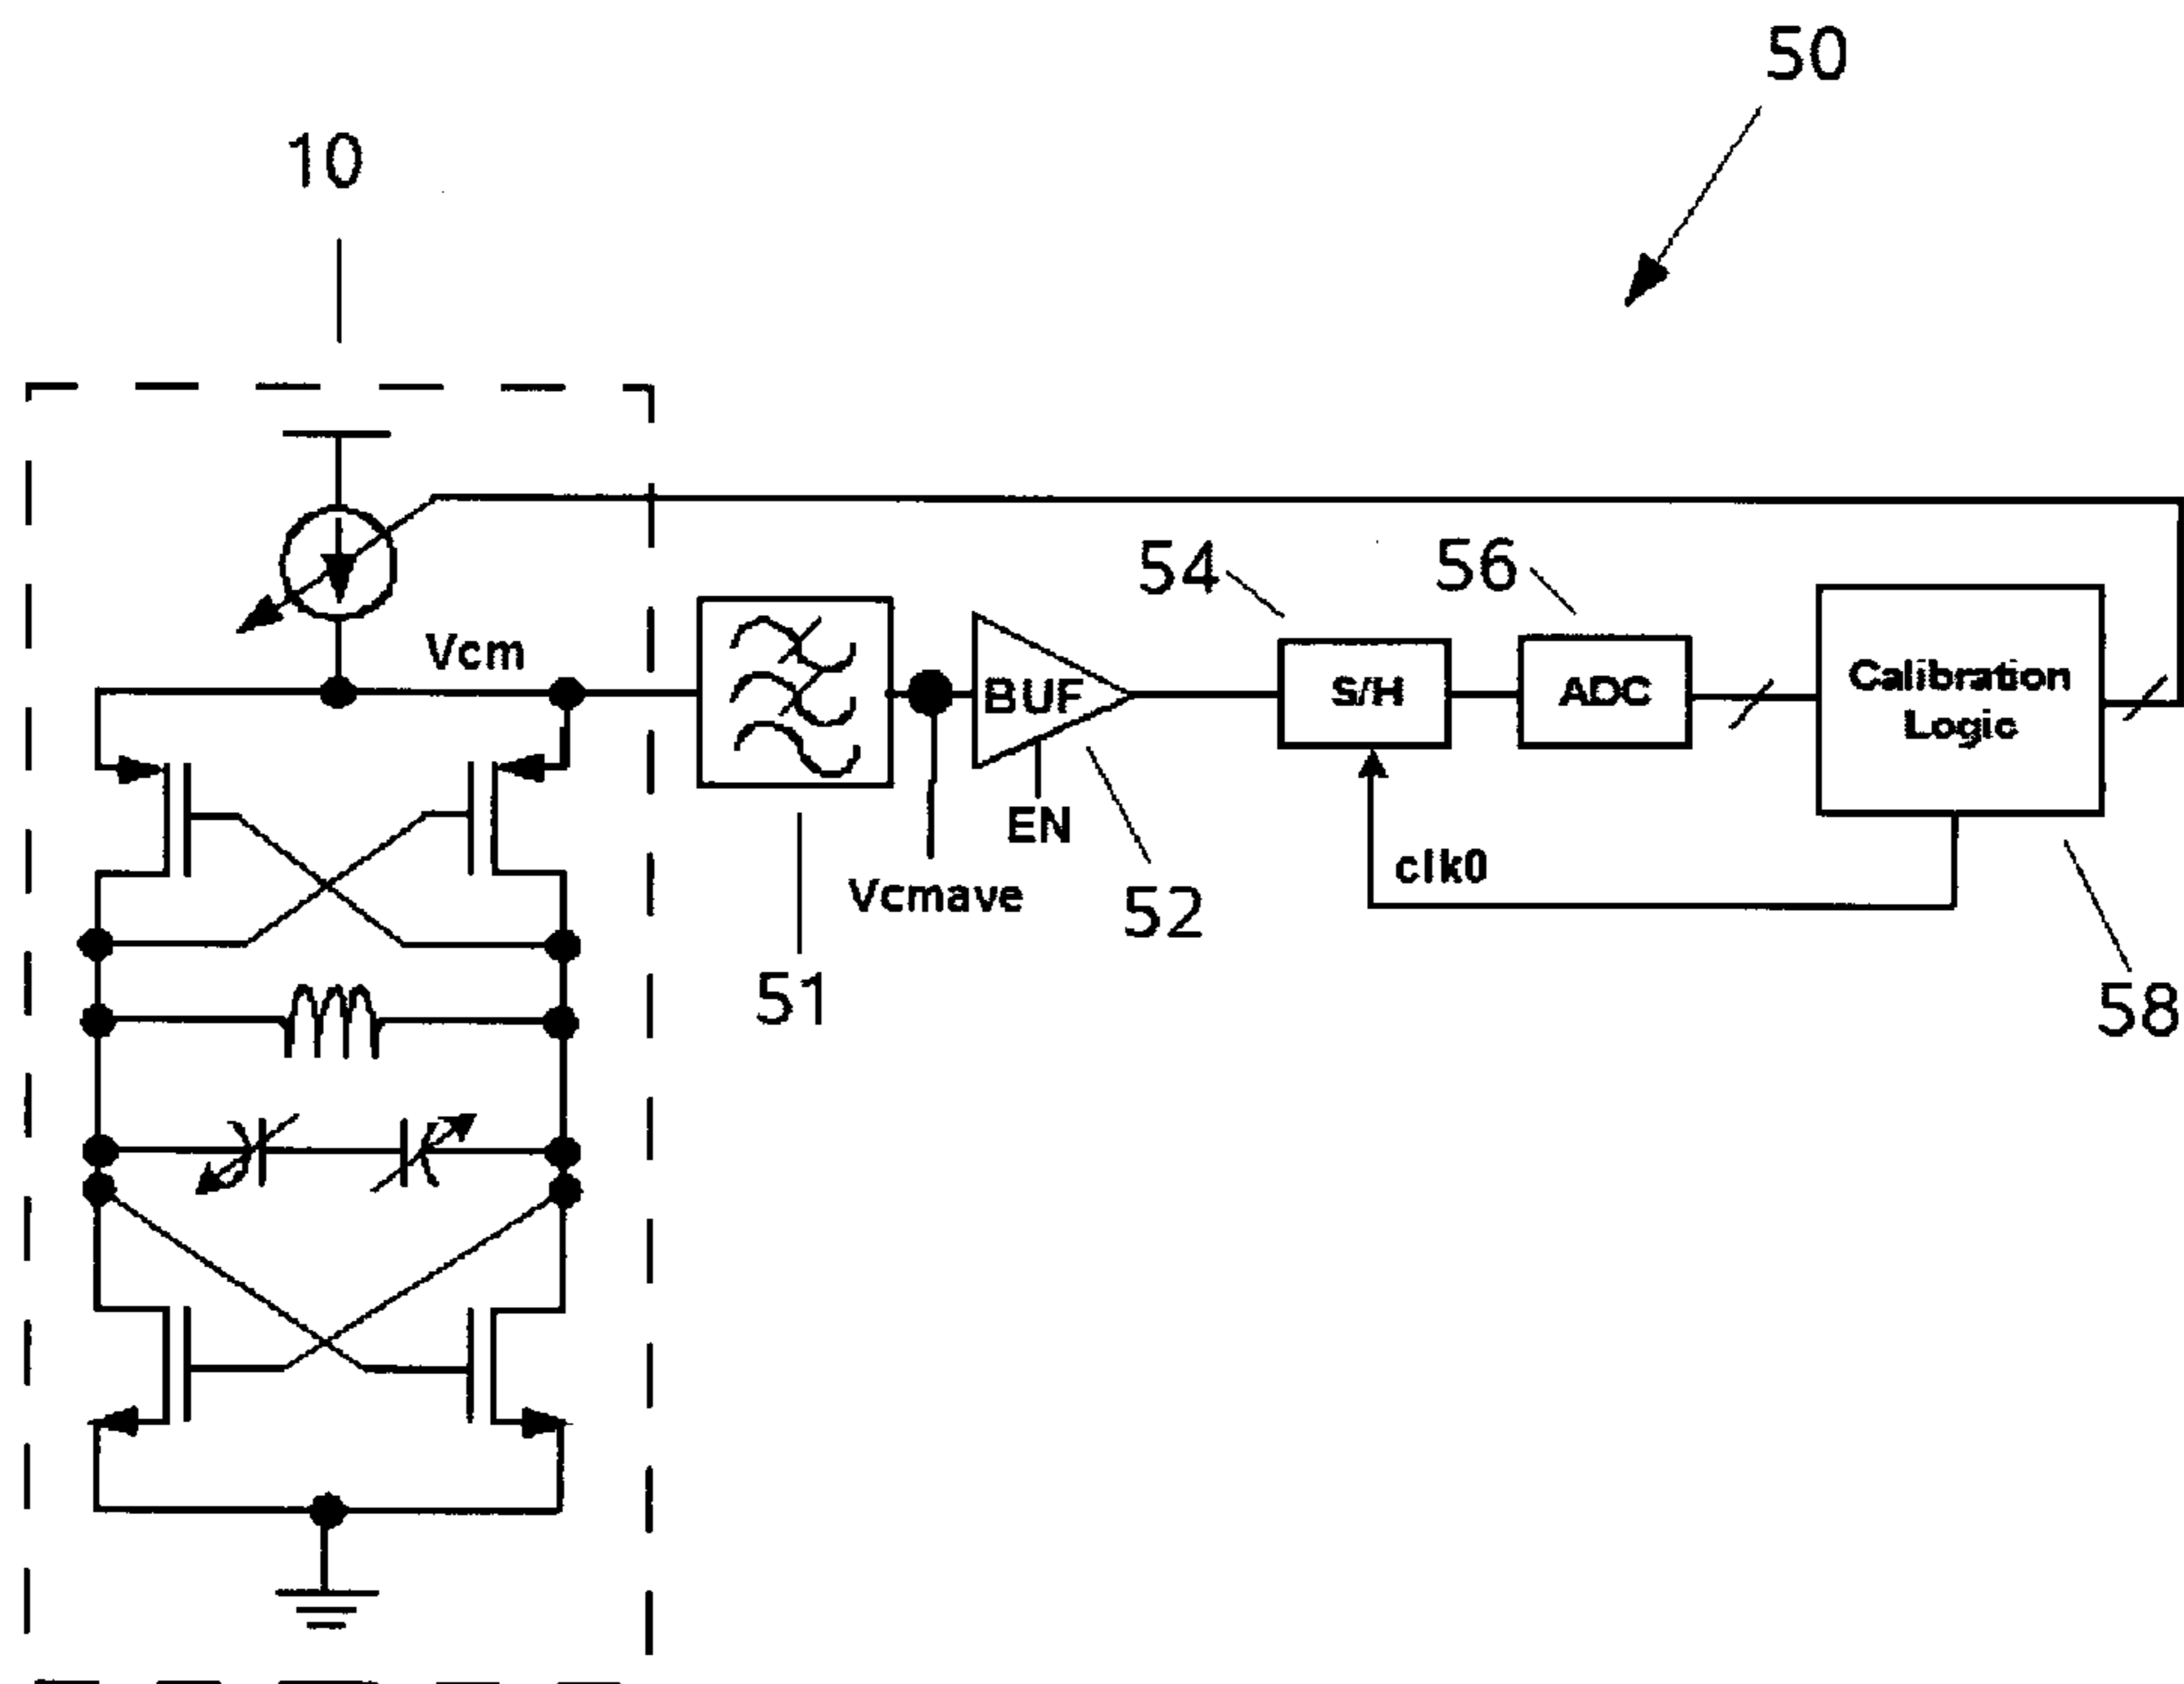 50
10
54
56
Vcm
BUF
S/H
ADC
Calibration
Logic
EN
clk0
Vcmave
52
51
58